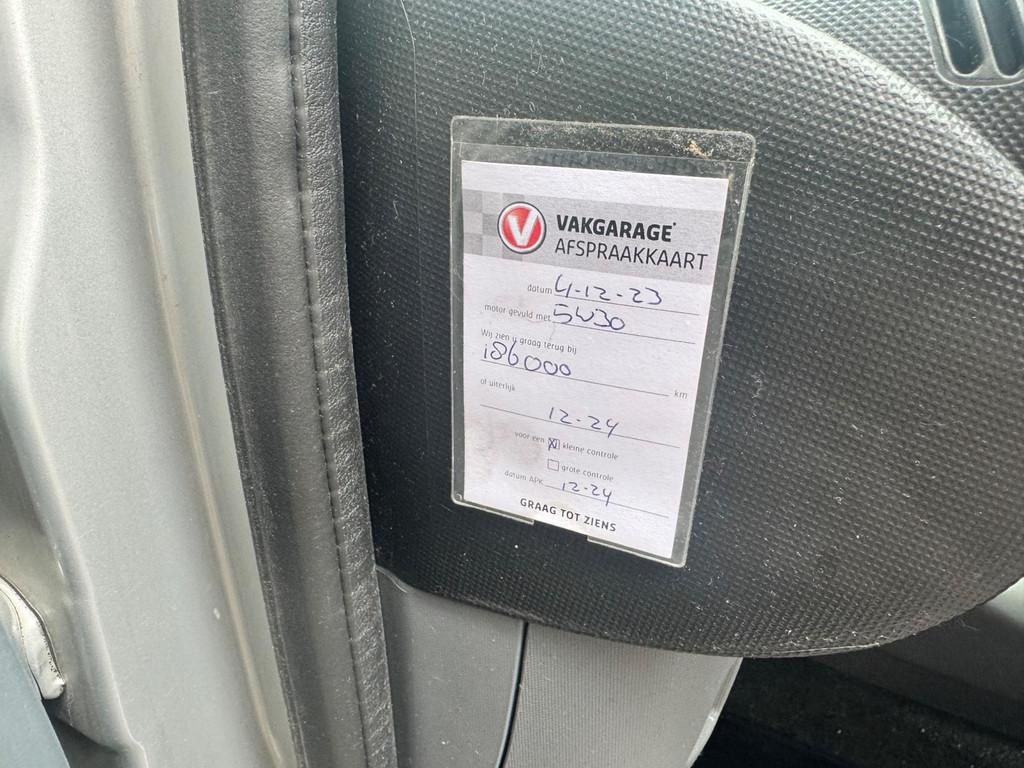 V VAKGARAGE
AFSPRAAKKAART
datum 4-12-23
motor gevuld met 5W30
Wij zien u graag terug bij
186000 km
of uiterlijk
12-24
voor een kleine controle
grote controle
datum APK 12-24
GRAAG TOT ZIENS